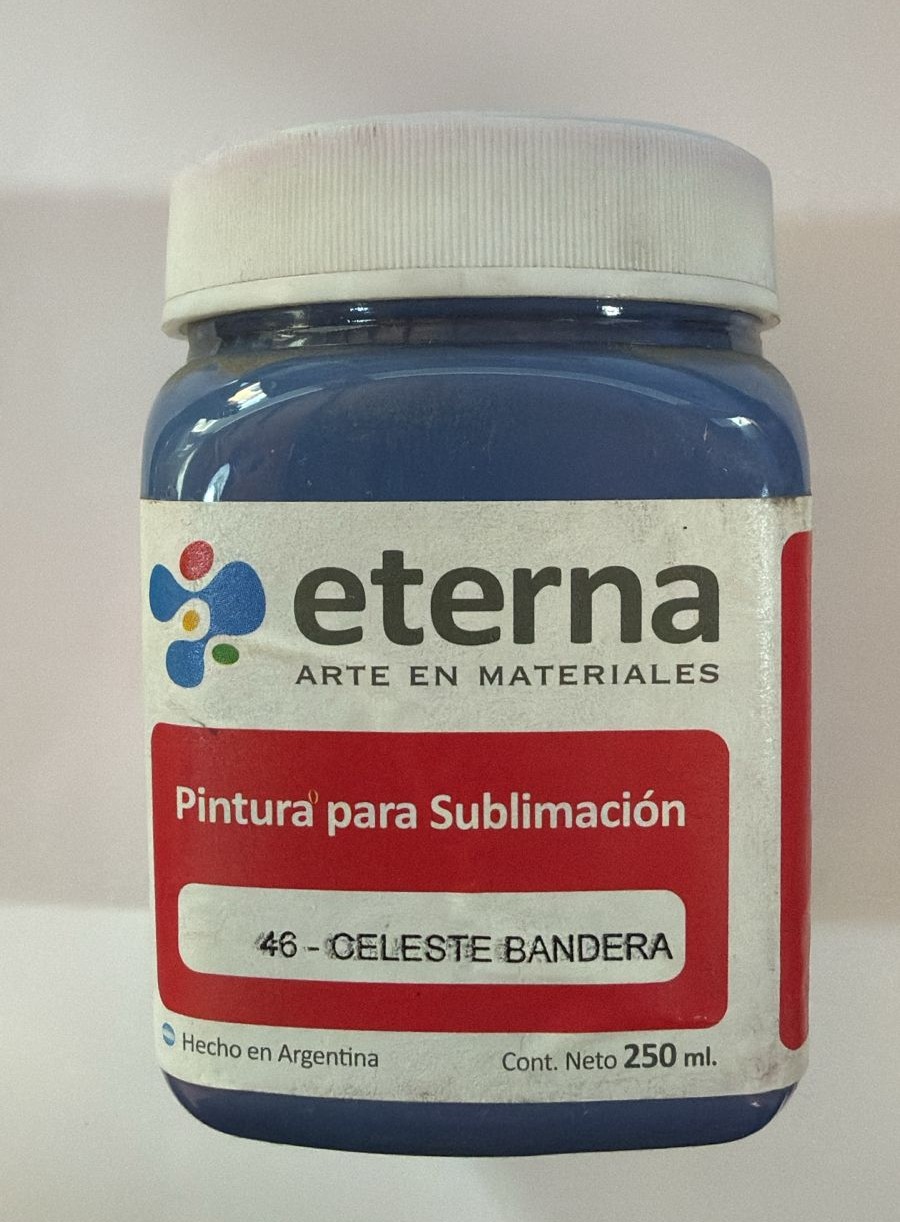 eterna
ARTE EN MATERIALES
Pintura para Sublimación
46 - CELESTE BANDERA
Hecho en Argentina
Cont. Neto 250 ml.